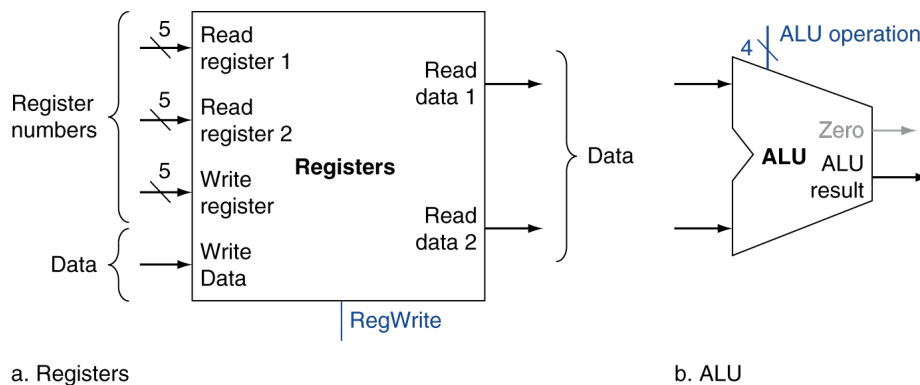 Register
numbers
Data
5
Read
register 1
5
Read
register 2
5
Write
register
Write
Data
Registers
Read
data 1
Read
data 2
RegWrite
Data
4
ALU operation
Zero
ALU
ALU
result
a. Registers
b. ALU